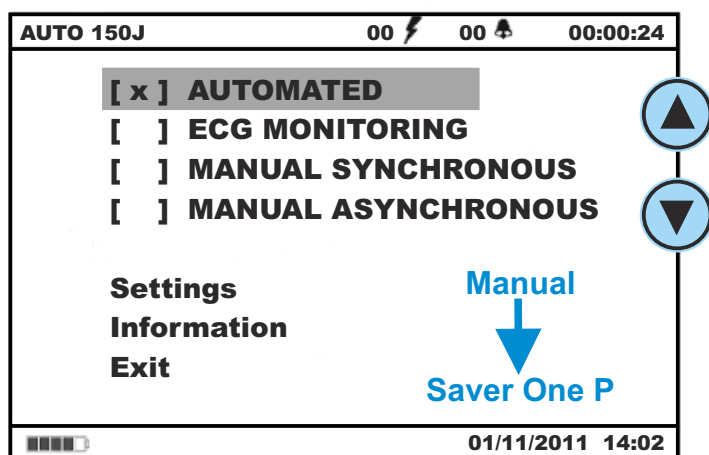 AUTO 150J 00 00 00:00:24
[ x ] AUTOMATED
[ ] ECG MONITORING
[ ] MANUAL SYNCHRONOUS
[ ] MANUAL ASYNCHRONOUS
Settings
Information
Exit
Manual
Saver One P
01/11/2011 14:02